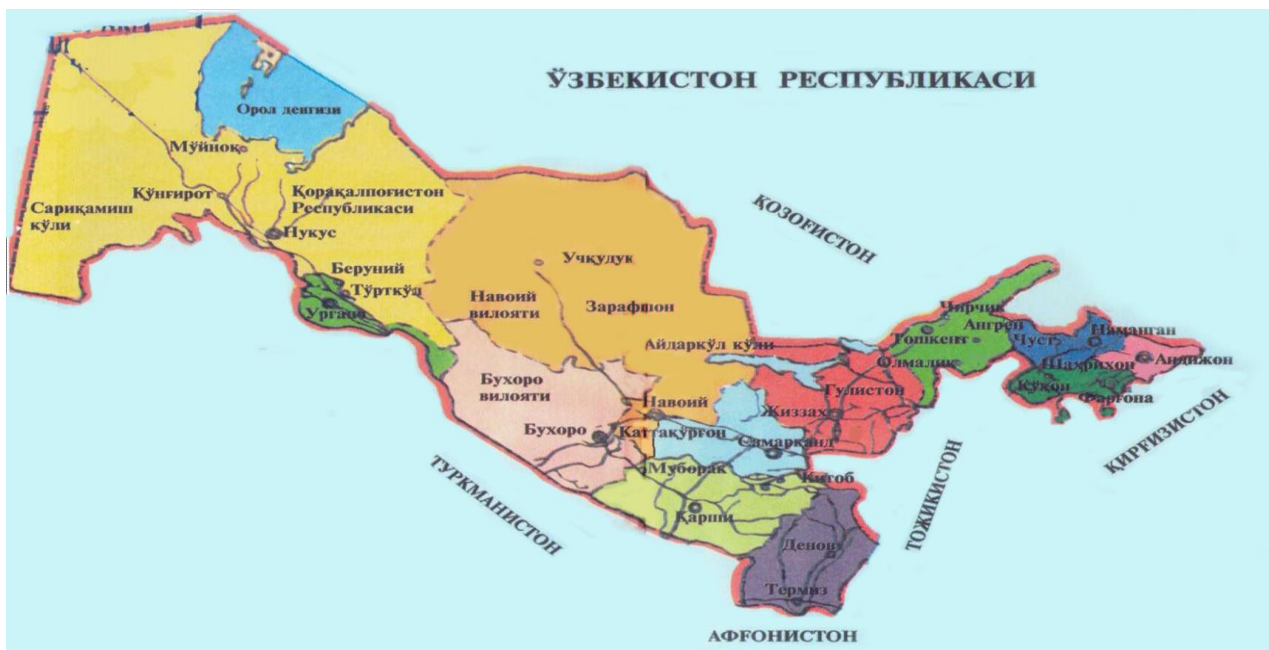 ЎЗБЕКИСТОН РЕСПУБЛИКАСИ
Орол денгизи
Мўйноқ
Қўнғирот
Қорақалпоғистон
Республикаси
Сариқамиш
кўли
Нукус
ҚОЗОҒИСТОН
Беруний
Тўрткўл
Урганч
Учқудуқ
Навоий
вилояти
Зарафшон
Айдаркўл кўли
Чирчиқ
Ангрен
Тошкент
Олмалиқ
Чуст
Наманган
Андижон
Шаҳрихон
Қўқон
Фарғона
Бухоро
вилояти
Гулистон
Навоий
Жиззах
Бухоро
Каттақўрғон
Самарқанд
Муборак
Китоб
Қарши
Денов
Термиз
ТУРКМАНИСТОН
ТОЖИКИСТОН
ҚИРҒИЗИСТОН
АФҒОНИСТОН